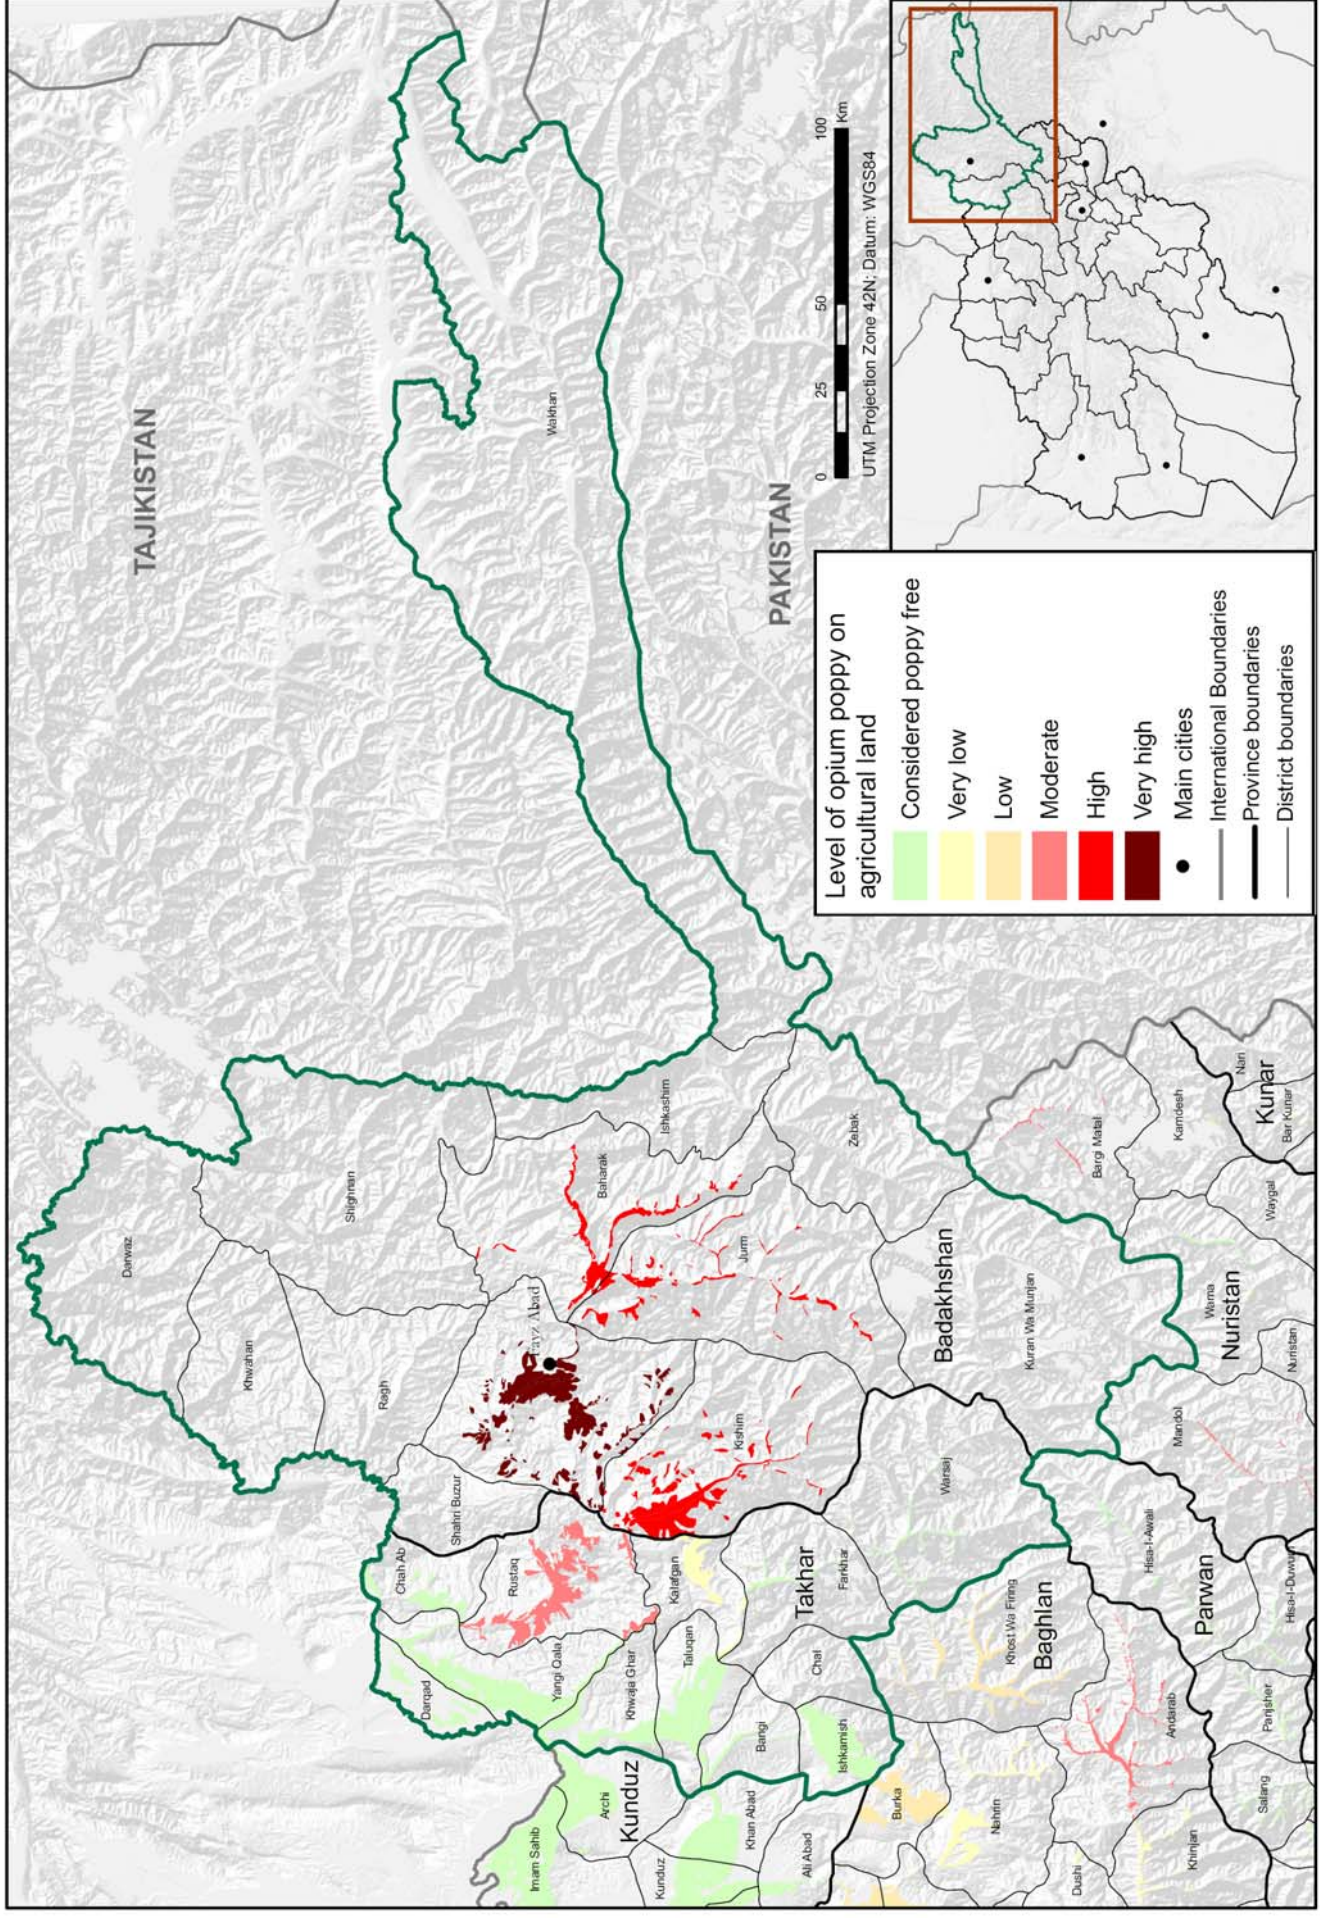 TAJIKISTAN
PAKISTAN
Darwaz
Khwahan
Shighnan
Ragh
Shahri Buzur
Fayz Abad
Baharak
Ishkashim
Wakhan
Zebak
Jurm
Kishim
Badakhshan
Kuran Wa Munjan
Chah Ab
Rustaq
Darqad
Yangi Qala
Khwaja Ghar
Kalafgan
Taluqan
Takhar
Farkhar
Warsaj
Chal
Bangi
Ishkamish
Imam Sahib
Archi
Kunduz
Kunduz
Khan Abad
Ali Abad
Burka
Nahrin
Khost Wa Firing
Baghlan
Dushi
Khinjan
Andarab
Hisa-I-Awali
Parwan
Hisa-I-Duwu
Panjsher
Salang
Mandol
Nuristan
Nuristan
Wama
Waygal
Bargi Matal
Kamdesh
Nari
Kunar
Bar Kunar
0 25 50 100
Km
UTM Projection Zone 42N; Datum: WGS84
Level of opium poppy on
agricultural land
Considered poppy free
Very low
Low
Moderate
High
Very high
Main cities
International Boundaries
Province boundaries
District boundaries